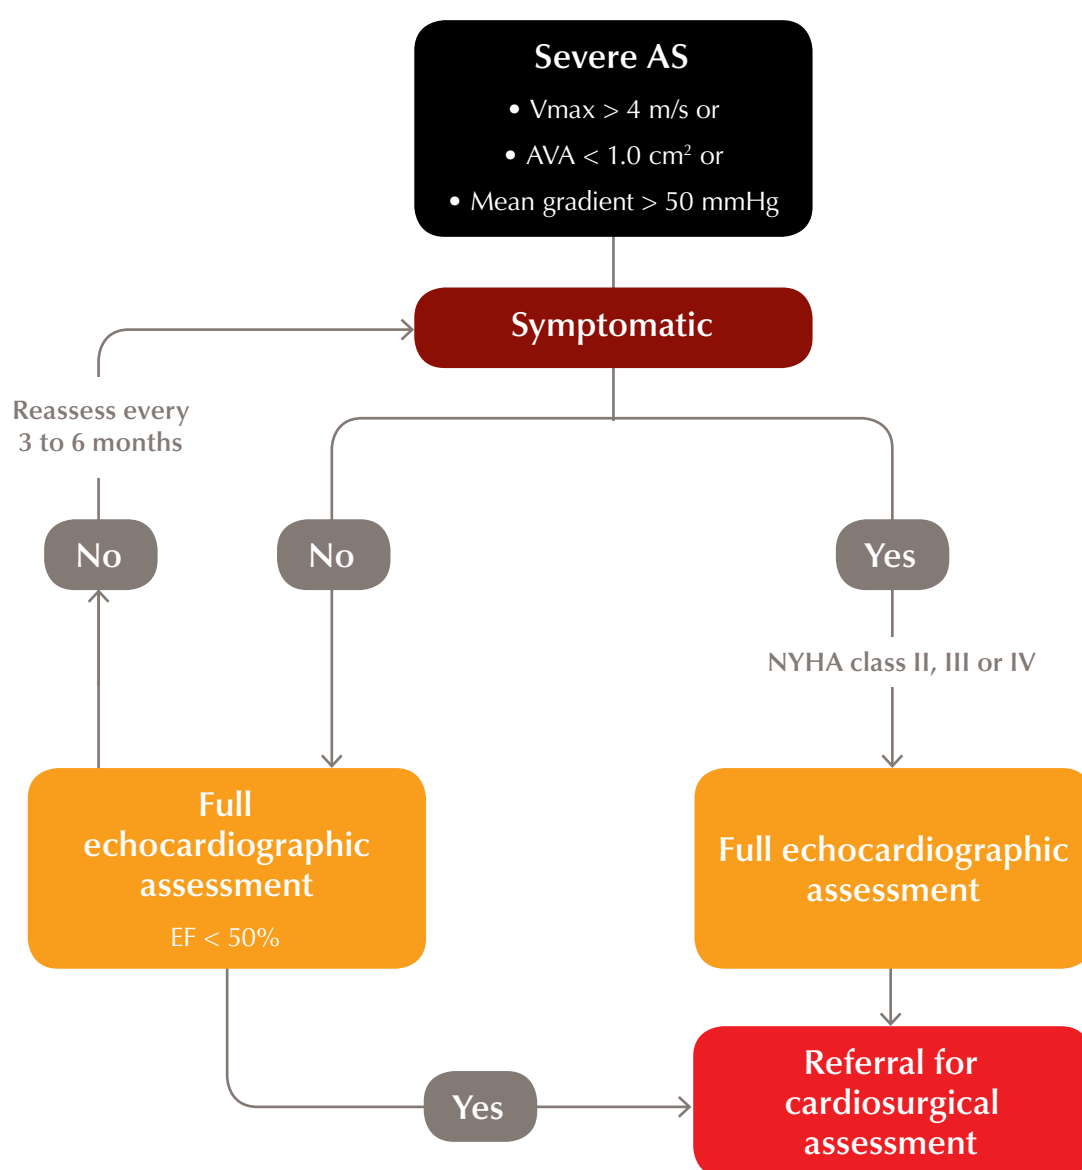 Severe AS
• Vmax > 4 m/s or
• AVA < 1.0 cm² or
• Mean gradient > 50 mmHg
Symptomatic
Reassess every
3 to 6 months
No
No
Yes
NYHA class II, III or IV
Full
echocardiographic
assessment
EF < 50%
Full echocardiographic
assessment
Yes
Referral for
cardiosurgical
assessment